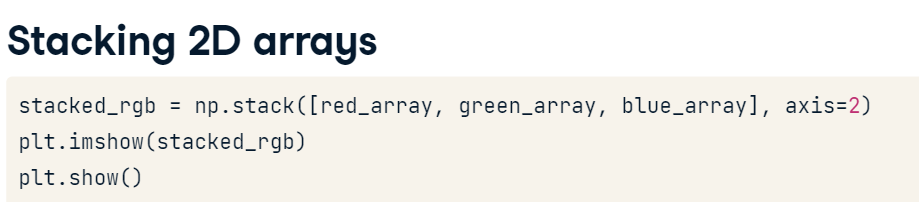 Stacking 2D arrays
stacked_rgb = np.stack([red_array, green_array, blue_array], axis=2)
plt.imshow(stacked_rgb)
plt.show()